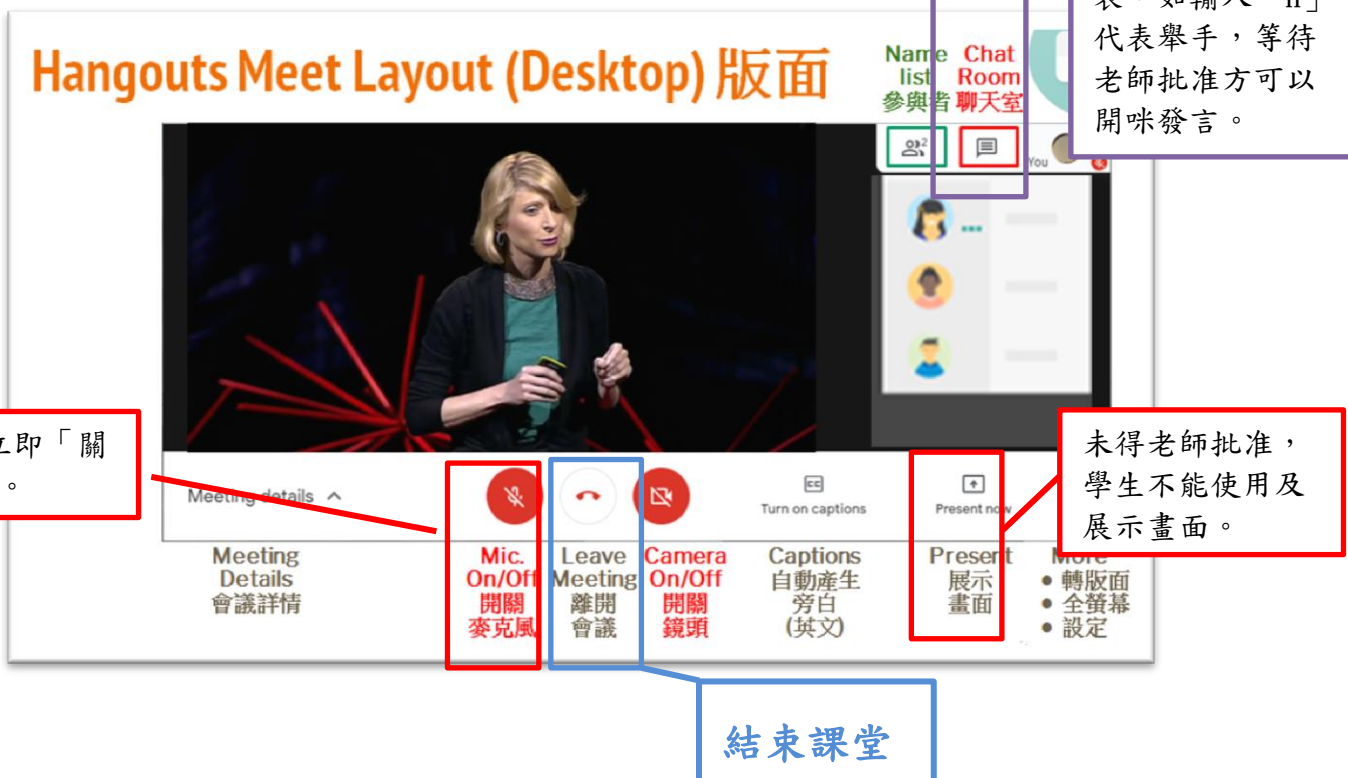 代表舉手，等待
老師批准方可以
開咪發言。
Hangouts Meet Layout (Desktop) 版面
Name
list
參與者
Chat
Room
聊天室
2
You
立即「關
。
未得老師批准，
學生不能使用及
展示畫面。
Meeting details
Turn on captions
Present now
Meeting
Details
會議詳情
Mic.
On/Off
開關
麥克風
Leave
Meeting
離開
會議
Camera
On/Off
開關
鏡頭
Captions
自動產生
旁白
(英文)
Present
展示
畫面
More
• 轉版面
• 全螢幕
• 設定
結束課堂